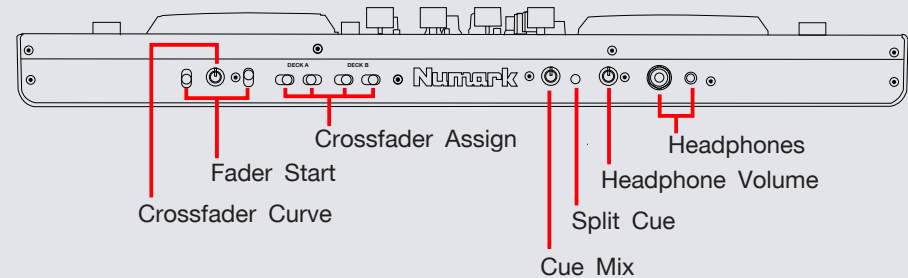 DECK A DECK B
Numark
Crossfader Assign
Headphones
Fader Start
Headphone Volume
Crossfader Curve
Split Cue
Cue Mix